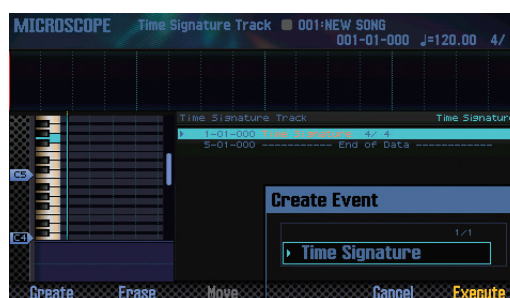 MICROSCOPE Time Signature Track 001:NEW SONG
001-01-000 ♩=120.00 4/
Time Signature Track Time Signatur
1-01-000 Time Signature 4/ 4
5-01-000 ----------- End of Data -----------
C5
Create Event
1/1
C4
Time Signature
Create Erase Move Cancel Execute